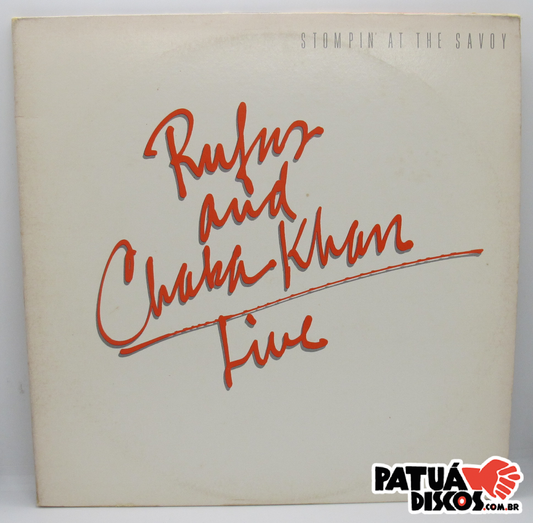 STOMPIN' AT THE SAVOY
Rufus
and
Chaka Khan
Live
PATUÁ
DISCOS.COM.BR